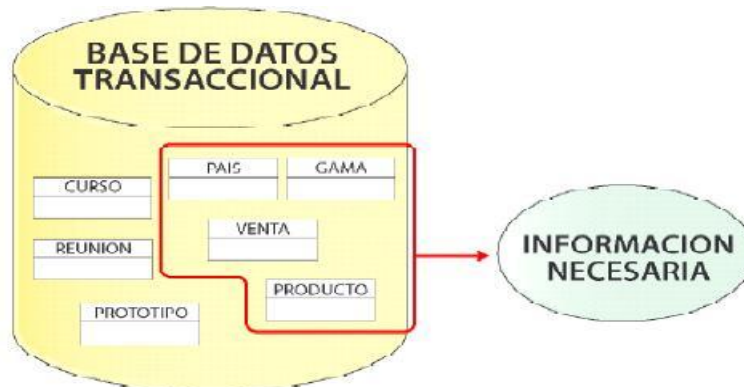 BASE DE DATOS
TRANSACCIONAL
PAIS
GAMA
CURSO
VENTA
REUNION
PRODUCTO
PROTOTIPO
INFORMACION
NECESARIA